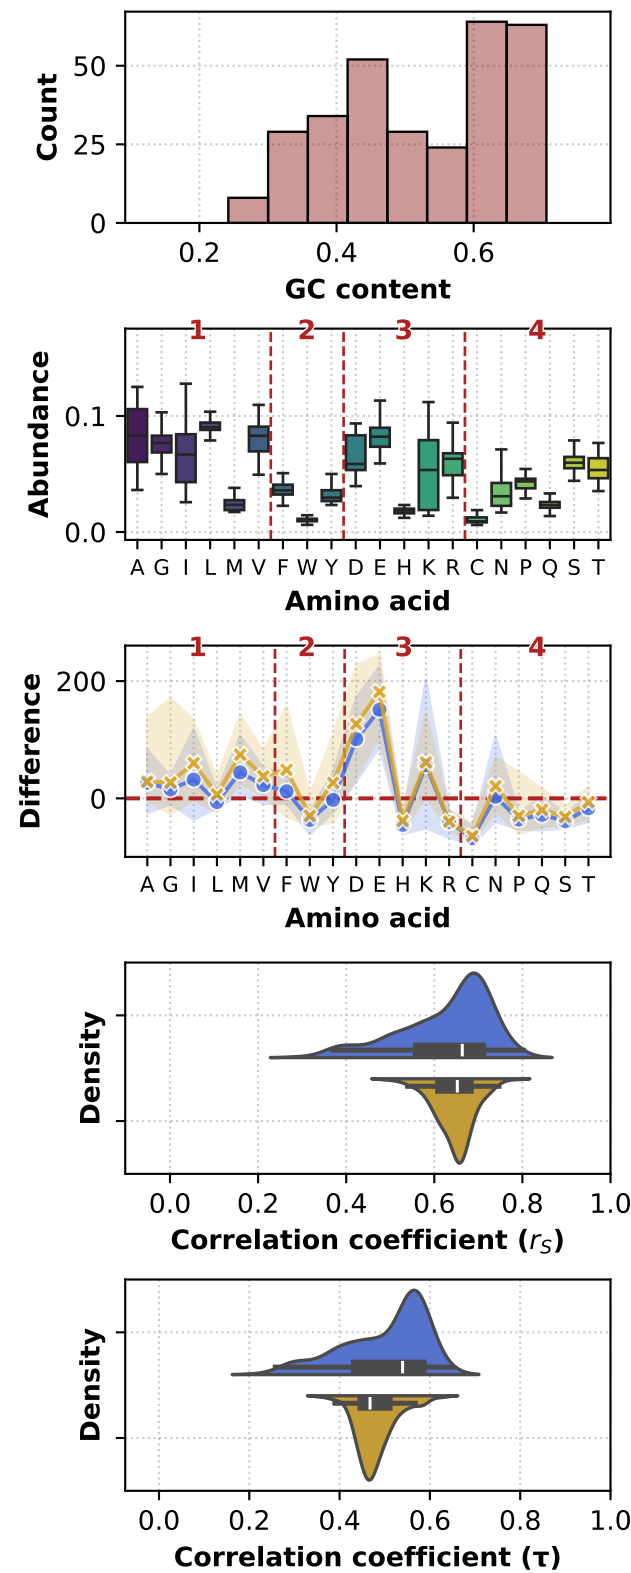 Count
50
25
0
0.2 0.4 0.6
GC content
1 2 3 4
Abundance
0.1
0.0
A G I L M V F W Y D E H K R C N P Q S T
Amino acid
1 2 3 4
Difference
200
0
A G I L M V F W Y D E H K R C N P Q S T
Amino acid
Density
0.0 0.2 0.4 0.6 0.8 1.0
Correlation coefficient (r_S)
Density
0.0 0.2 0.4 0.6 0.8 1.0
Correlation coefficient (τ)